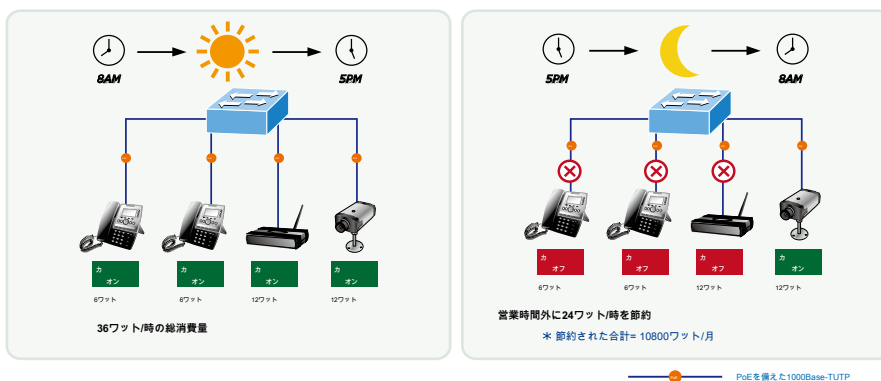 8AM
5PM
カ
オン
カ
オン
カ
オン
カ
オン
6ワット
6ワット
12ワット
12ワット
36ワット/時の総消費量
5PM
8AM
カ
オフ
カ
オフ
カ
オフ
カ
オン
6ワット
6ワット
12ワット
12ワット
営業時間外に24ワット/時を節約
* 節約された合計= 10800ワット/月
PoEを備えた1000Base-TUTP